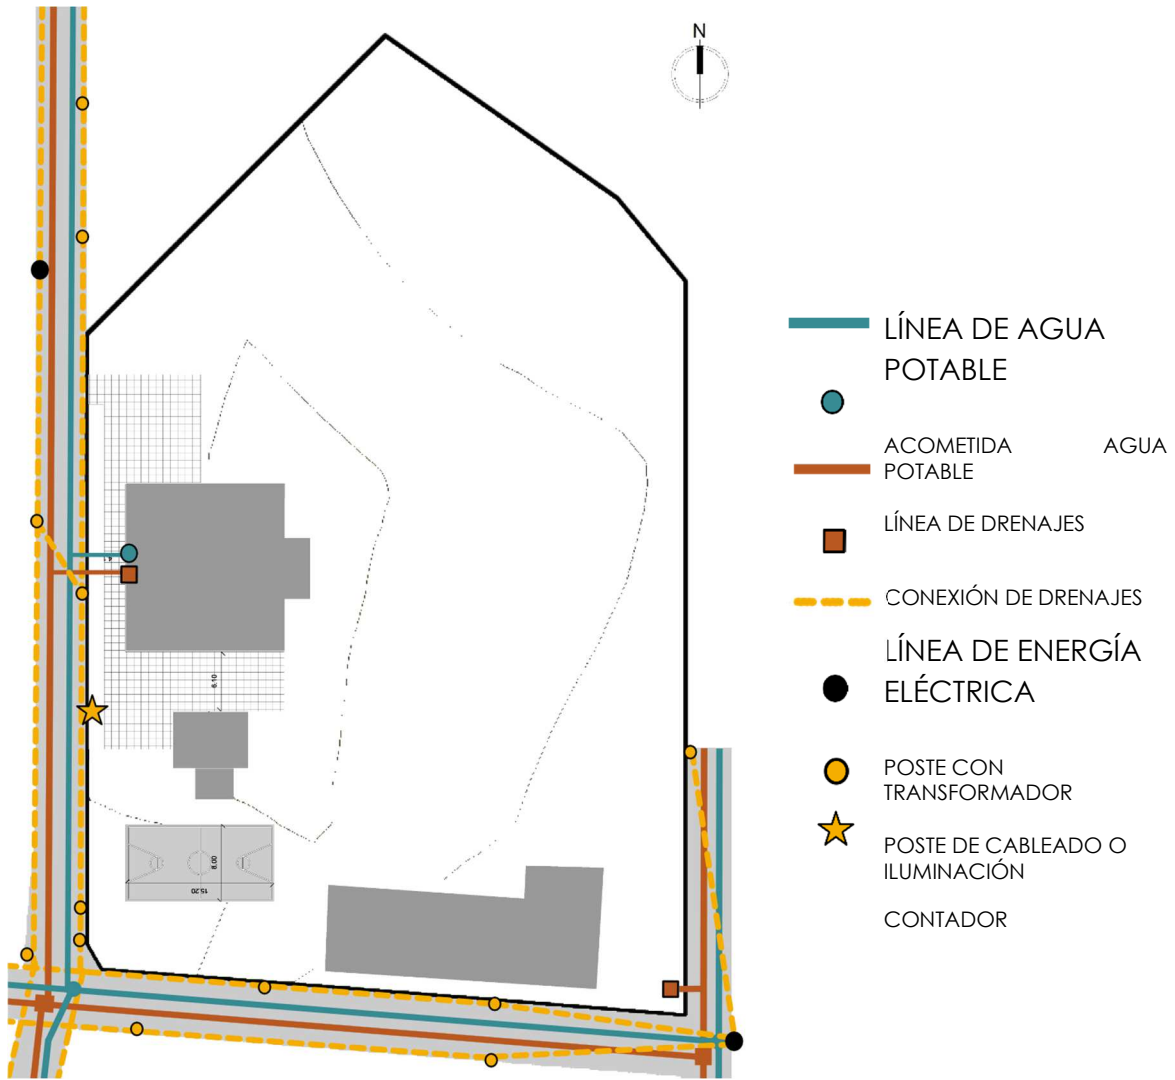 N
LÍNEA DE AGUA
POTABLE
ACOMETIDA AGUA
POTABLE
LÍNEA DE DRENAJES
CONEXIÓN DE DRENAJES
LÍNEA DE ENERGÍA
ELÉCTRICA
POSTE CON
TRANSFORMADOR
POSTE DE CABLEADO O
ILUMINACIÓN
CONTADOR
6.10
8.00
15.20